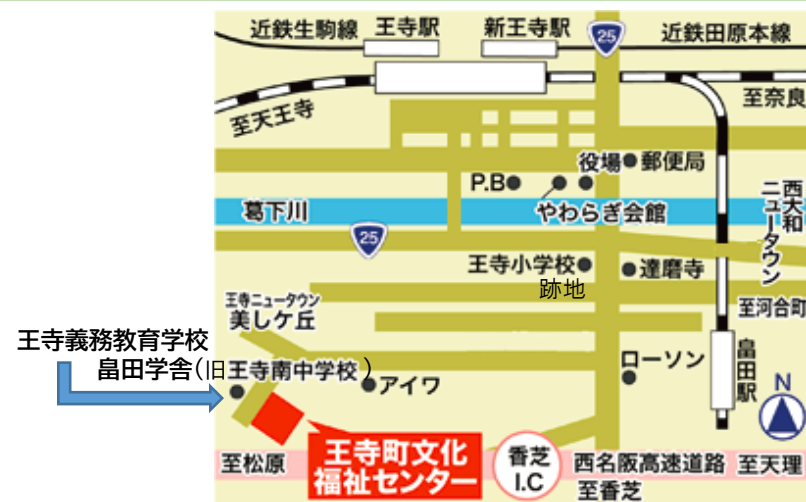 近鉄生駒線
王寺駅
新王寺駅
25
近鉄田原本線
至天王寺
至奈良
役場
郵便局
P.B
やわらぎ会館
葛下川
西大和
ニュータウン
25
王寺小学校
跡地
達磨寺
至河合町
王寺ニュータウン
美しケ丘
王寺義務教育学校
畠田学舎(旧王寺南中学校)
アイワ
ローソン
畠田駅
N
王寺町文化
福祉センター
至松原
香芝
I.C
西名阪高速道路
至天理
至香芝